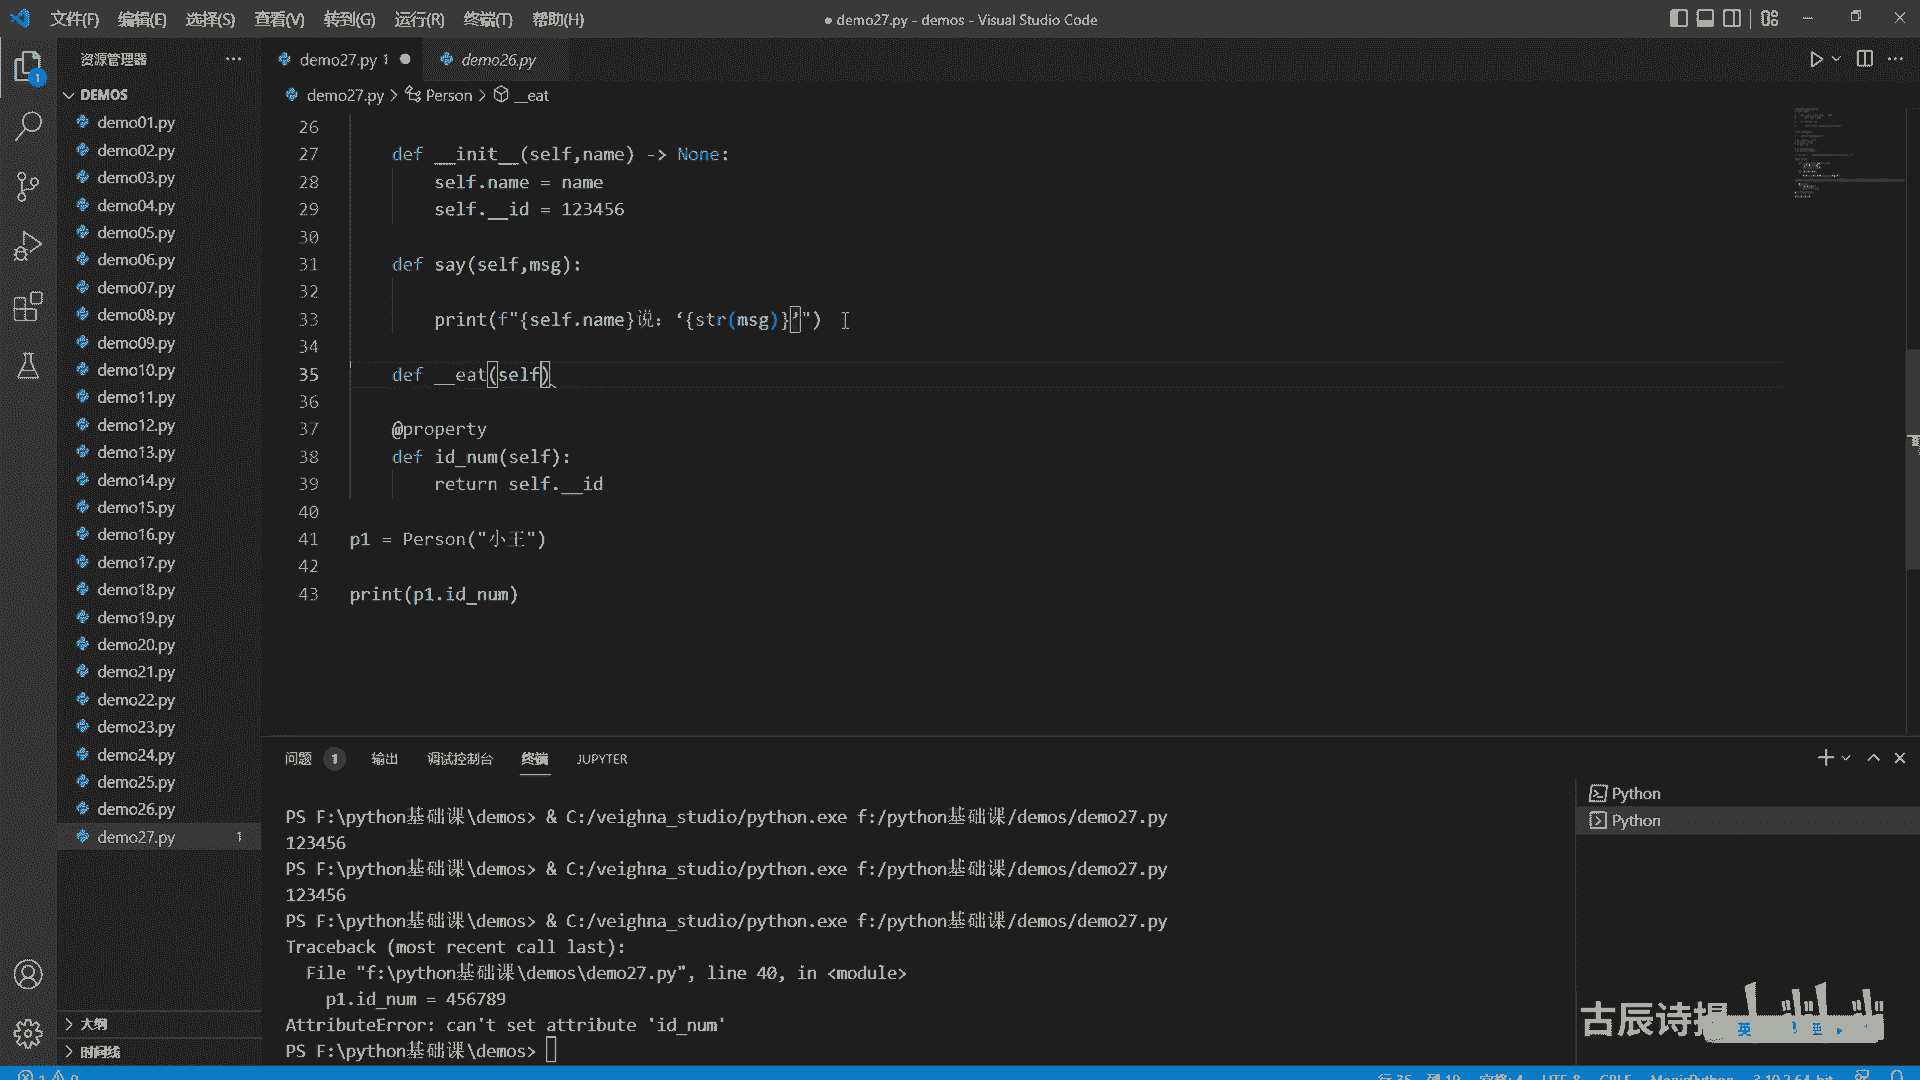 文件(F) 编辑(E) 选择(S) 查看(V) 转到(G) 运行(R) 终端(T) 帮助(H)
● demo27.py - demos - Visual Studio Code
资源管理器
DEMOS
demo01.py
demo02.py
demo03.py
demo04.py
demo05.py
demo06.py
demo07.py
demo08.py
demo09.py
demo10.py
demo11.py
demo12.py
demo13.py
demo14.py
demo15.py
demo16.py
demo17.py
demo18.py
demo19.py
demo20.py
demo21.py
demo22.py
demo23.py
demo24.py
demo25.py
demo26.py
demo27.py 1
大纲
时间线
demo27.py 1 ● demo26.py
demo27.py > Person > __eat
26
27 def __init__(self,name) -> None:
28 self.name = name
29 self.__id = 123456
30
31 def say(self,msg):
32
33 print(f"{self.name}说：‘{str(msg)}’")
34
35 def __eat(self)
36
37 @property
38 def id_num(self):
39 return self.__id
40
41 p1 = Person("小王")
42
43 print(p1.id_num)
问题 1 输出 调试控制台 终端 JUPYTER
PS F:\python基础课\demos> & C:/veighna_studio/python.exe f:/python基础课/demos/demo27.py
123456
PS F:\python基础课\demos> & C:/veighna_studio/python.exe f:/python基础课/demos/demo27.py
123456
PS F:\python基础课\demos> & C:/veighna_studio/python.exe f:/python基础课/demos/demo27.py
Traceback (most recent call last):
File "f:\python基础课\demos\demo27.py", line 40, in <module>
p1.id_num = 456789
AttributeError: can't set attribute 'id_num'
PS F:\python基础课\demos>
Python
Python
古辰诗
英